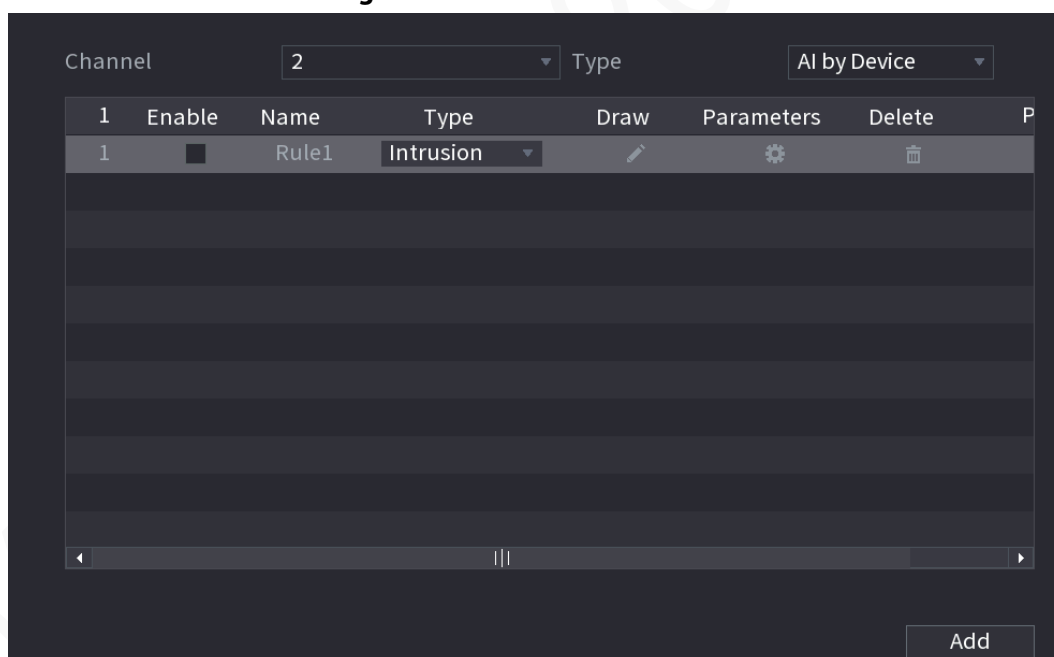 Channel 2 Type AI by Device
1 Enable Name Type Draw Parameters Delete P
1 Rule1 Intrusion
Add